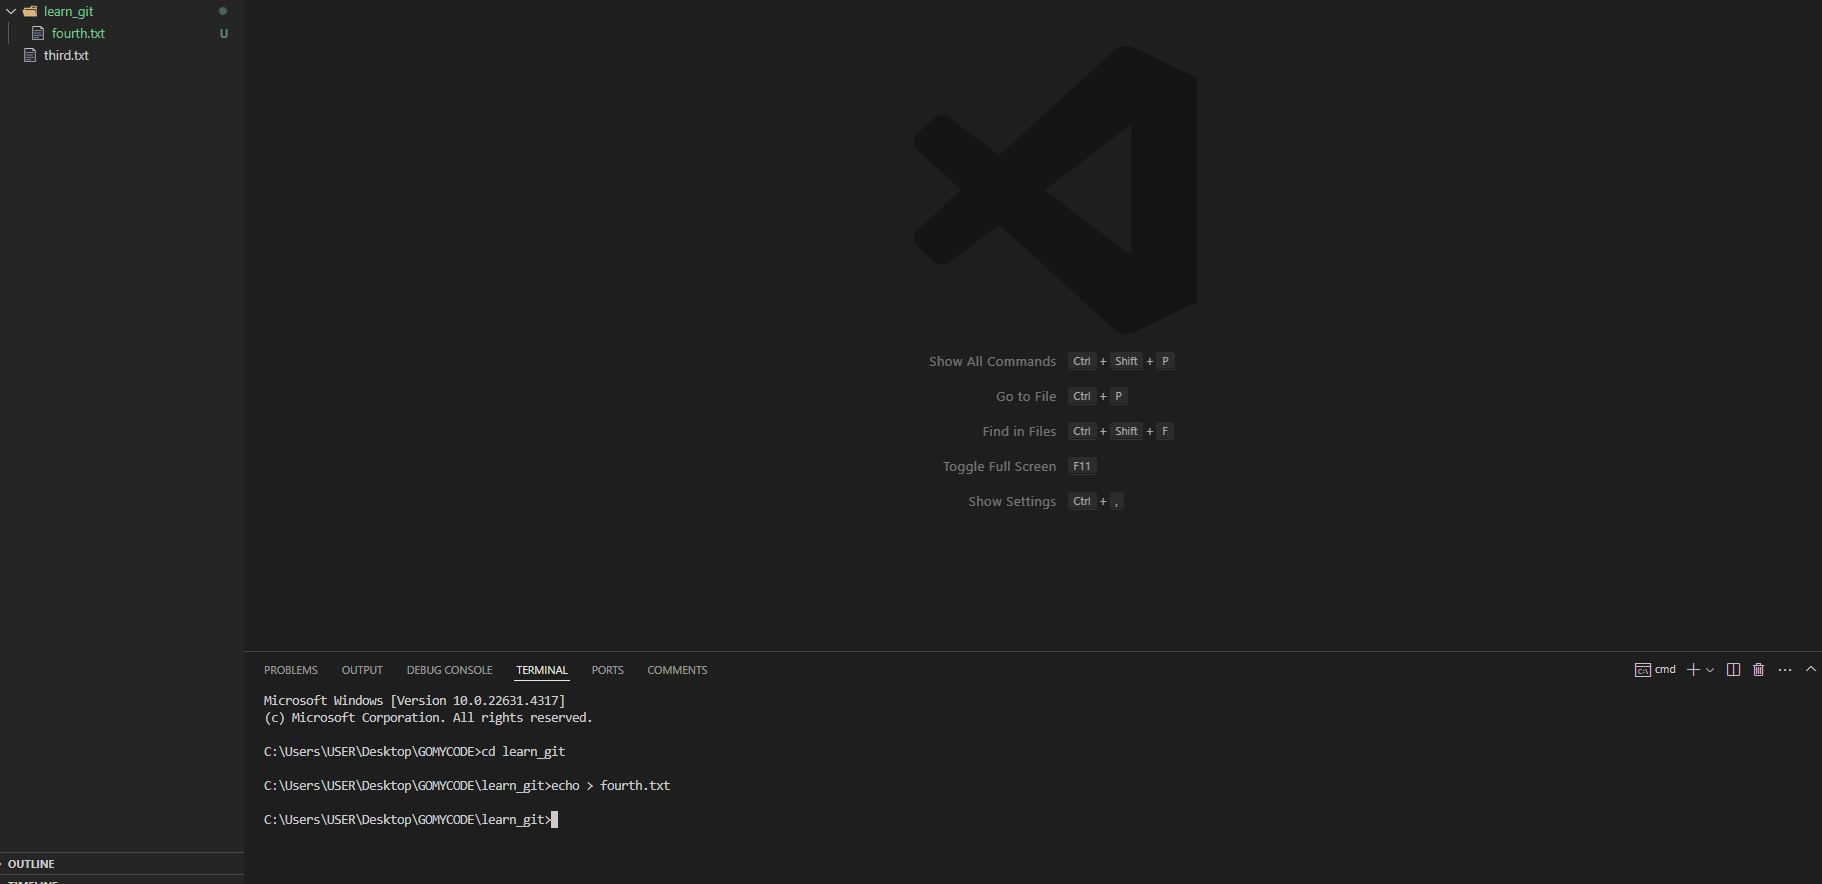 learn_git
fourth.txt U
third.txt
Show All Commands Ctrl + Shift + P
Go to File Ctrl + P
Find in Files Ctrl + Shift + F
Toggle Full Screen F11
Show Settings Ctrl + ,
PROBLEMS OUTPUT DEBUG CONSOLE TERMINAL PORTS COMMENTS
cmd
Microsoft Windows [Version 10.0.22631.4317]
(c) Microsoft Corporation. All rights reserved.
C:\Users\USER\Desktop\GOMYCODE>cd learn_git
C:\Users\USER\Desktop\GOMYCODE\learn_git>echo > fourth.txt
C:\Users\USER\Desktop\GOMYCODE\learn_git>
OUTLINE
TIMELINE